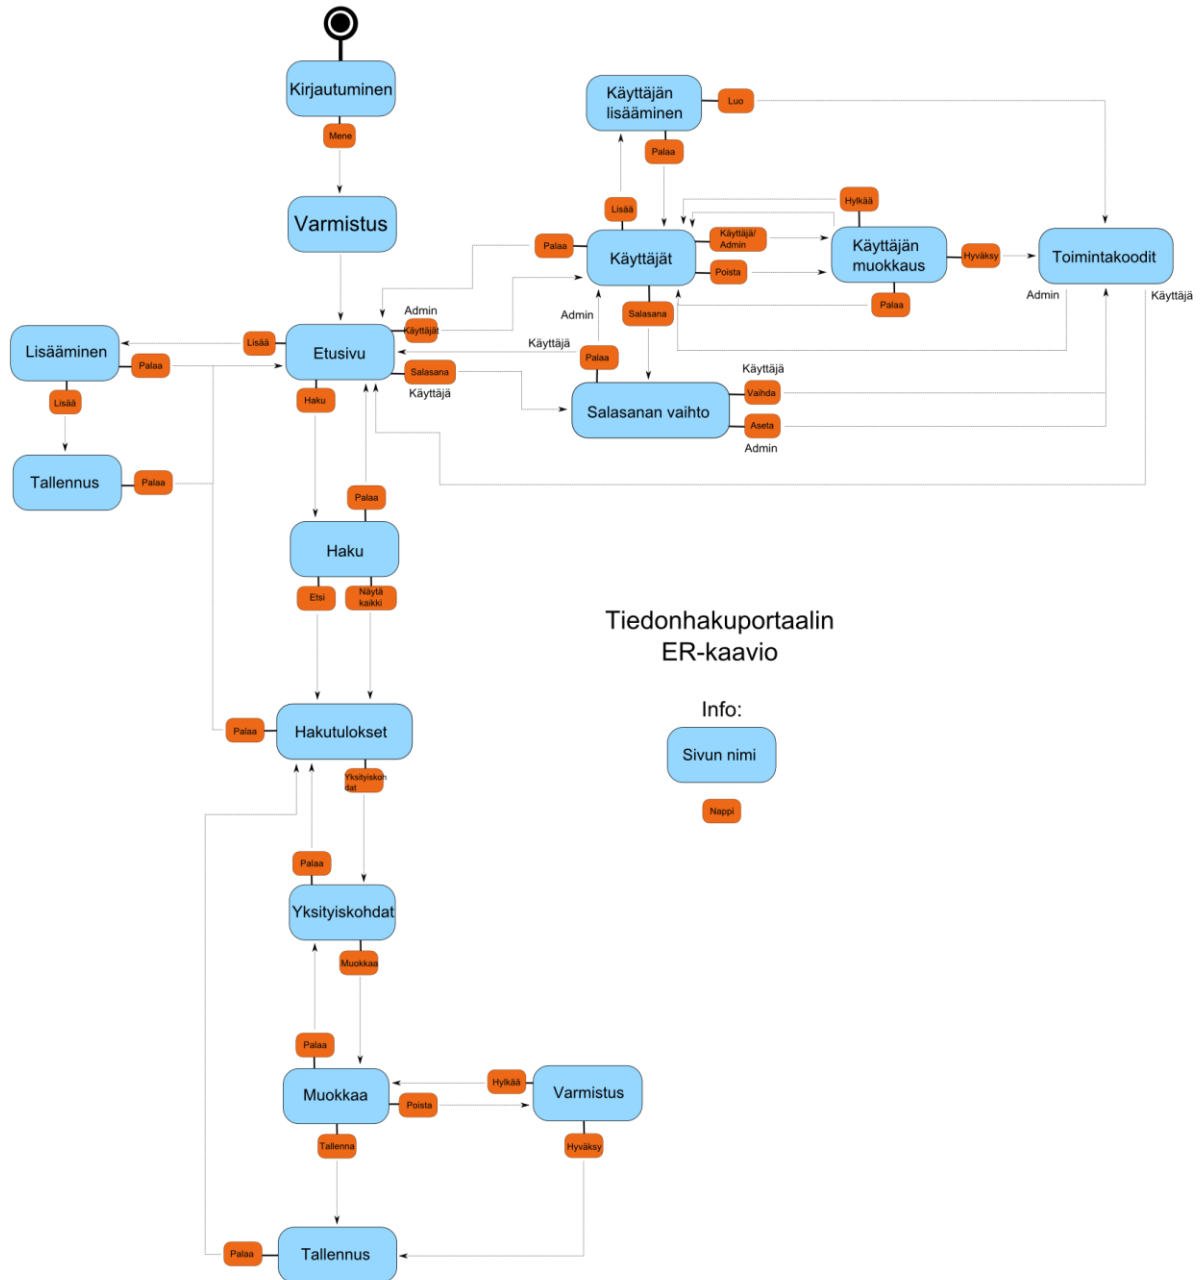 Kirjautuminen
Mene
Varmistus
Käyttäjän
lisääminen
Luo
Palaa
Lisää
Hylkää
Palaa
Käyttäjät
Käyttäjä/
Admin
Poista
Salasana
Käyttäjän
muokkaus
Hyväksy
Palaa
Toimintakoodit
Admin
Käyttäjä
Admin
Käyttäjät
Admin
Lisääminen
Palaa
Lisää
Lisää
Etusivu
Haku
Salasana
Käyttäjä
Käyttäjä
Palaa
Salasanan vaihto
Käyttäjä
Vaihda
Aseta
Admin
Tallennus
Palaa
Palaa
Haku
Etsi
Näytä
kaikki
Tiedonhakuportaalin
ER-kaavio
Info:
Sivun nimi
Nappi
Palaa
Hakutulokset
Yksityiskoh
dat
Palaa
Yksityiskohdat
Muokkaa
Palaa
Muokkaa
Poista
Tallenna
Hylkää
Varmistus
Hyväksy
Palaa
Tallennus